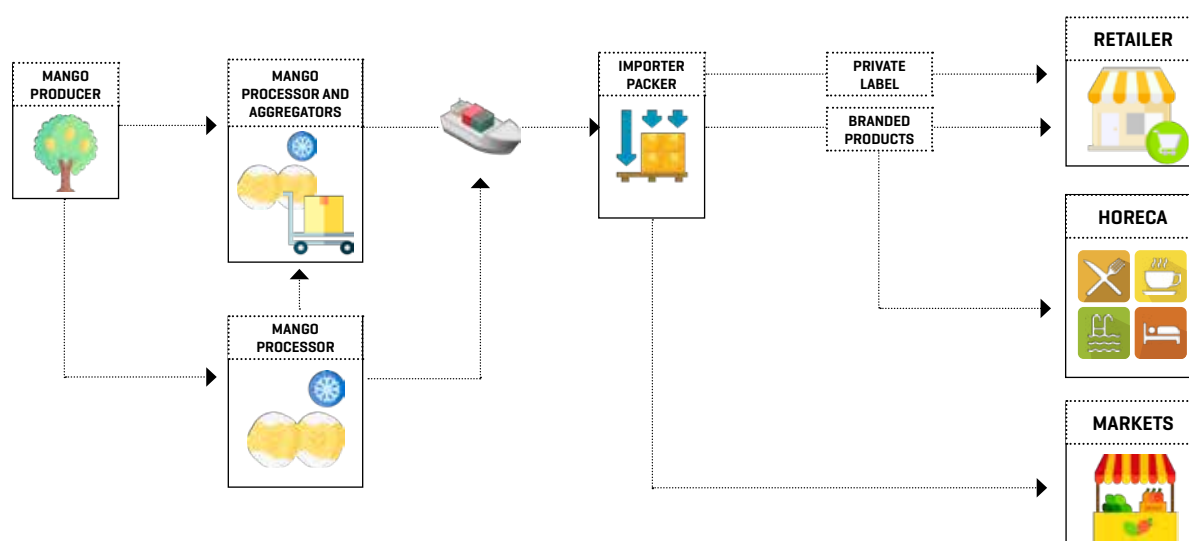 MANGO
PRODUCER
MANGO
PROCESSOR AND
AGGREGATORS
MANGO
PROCESSOR
IMPORTER
PACKER
PRIVATE
LABEL
BRANDED
PRODUCTS
RETAILER
HORECA
MARKETS